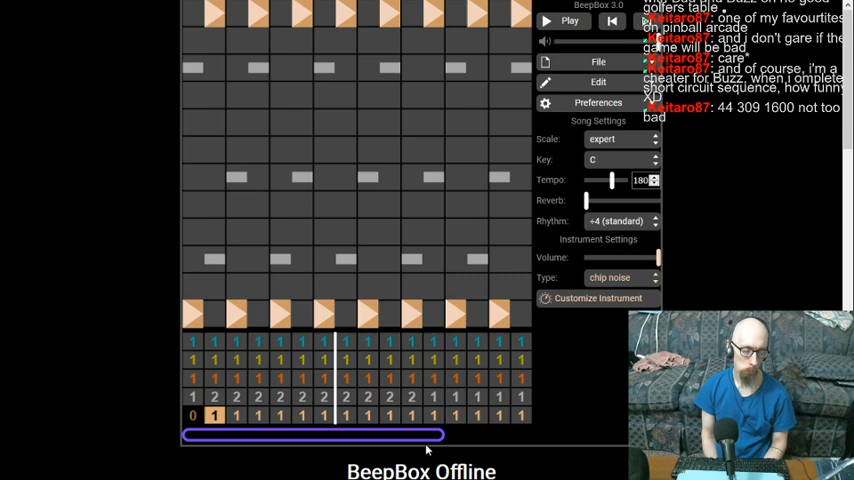 BeepBox 3.0
Play
File
Edit
Preferences
Song Settings
Scale: expert
Key: C
Tempo: 180
Reverb:
Rhythm: +4 (standard)
Instrument Settings
Volume:
Type: chip noise
Customize Instrument
golfers table
Keitaro87: one of my favourtites
on pinball arcade
Keitaro87: and i don't gare if the
game will be bad
Keitaro87: care*
Keitaro87: and of course, i'm a
cheater for Buzz, when i omplete
short circuit sequence, how funny
XD
Keitaro87: 44 309 1600 not too
bad
1 1 1 1 1 1 1 1 1 1 1 1 1 1 1 1
1 1 1 1 1 1 1 1 1 1 1 1 1 1 1 1
1 1 1 1 1 1 1 1 1 1 1 1 1 1 1 1
1 2 2 2 2 2 2 2 2 2 2 2 2 2 1 1
0 1 1 1 1 1 1 1 1 1 1 1 1 1 1 1
BeepBox Offline